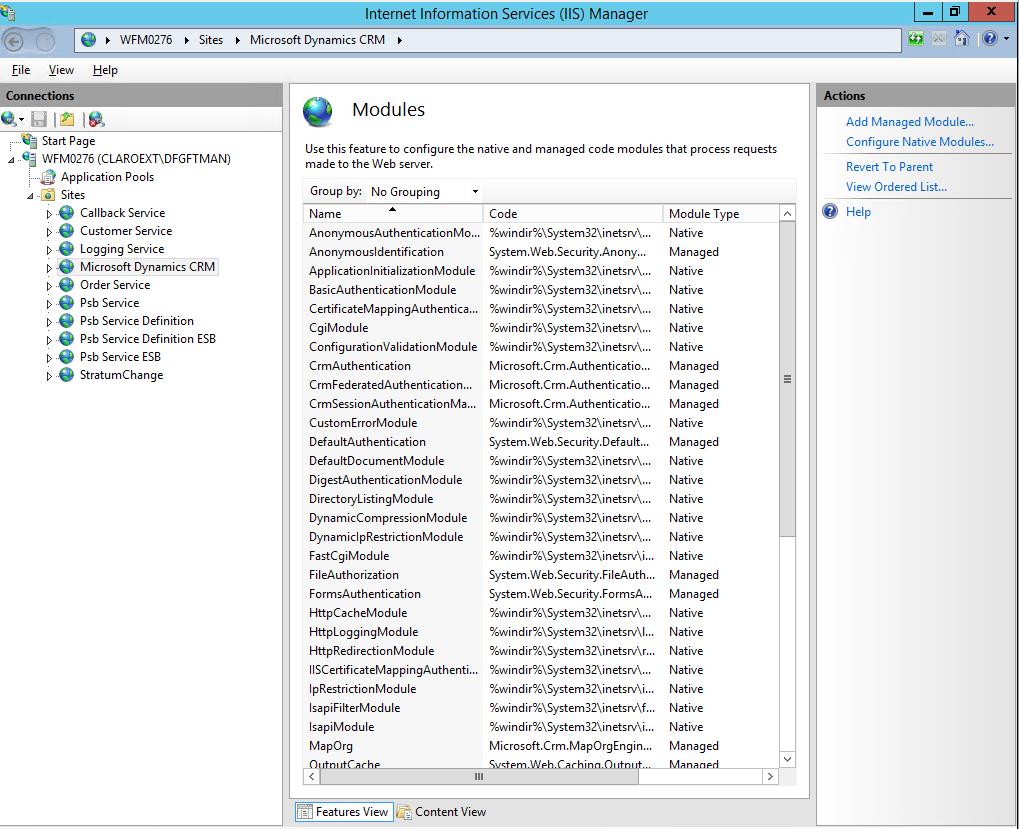 Internet Information Services (IIS) Manager
WFM0276 Sites Microsoft Dynamics CRM
File View Help
Connections
Start Page
WFM0276 (CLAROEXT\DFGFTMAN)
Application Pools
Sites
Callback Service
Customer Service
Logging Service
Microsoft Dynamics CRM
Order Service
Psb Service
Psb Service Definition
Psb Service Definition ESB
Psb Service ESB
StratumChange
Modules
Use this feature to configure the native and managed code modules that process requests
made to the Web server.
Group by: No Grouping
Name Code Module Type
AnonymousAuthenticationMo... %windir%\System32\inetsrv\... Native
AnonymousIdentification System.Web.Security.Anony... Managed
ApplicationInitializationModule %windir%\System32\inetsrv\... Native
BasicAuthenticationModule %windir%\System32\inetsrv\... Native
CertificateMappingAuthentica... %windir%\System32\inetsrv\... Native
CgiModule %windir%\System32\inetsrv\... Native
ConfigurationValidationModule %windir%\System32\inetsrv\... Native
CrmAuthentication Microsoft.Crm.Authenticatio... Managed
CrmFederatedAuthentication... Microsoft.Crm.Authenticatio... Managed
CrmSessionAuthenticationMa... Microsoft.Crm.Authenticatio... Managed
CustomErrorModule %windir%\System32\inetsrv\... Native
DefaultAuthentication System.Web.Security.Default... Managed
DefaultDocumentModule %windir%\System32\inetsrv\... Native
DigestAuthenticationModule %windir%\System32\inetsrv\... Native
DirectoryListingModule %windir%\System32\inetsrv\... Native
DynamicCompressionModule %windir%\System32\inetsrv\... Native
DynamicIpRestrictionModule %windir%\System32\inetsrv\... Native
FastCgiModule %windir%\System32\inetsrv\i... Native
FileAuthorization System.Web.Security.FileAuth... Managed
FormsAuthentication System.Web.Security.FormsA... Managed
HttpCacheModule %windir%\System32\inetsrv\... Native
HttpLoggingModule %windir%\System32\inetsrv\l... Native
HttpRedirectionModule %windir%\System32\inetsrv\r... Native
IISCertificateMappingAuthenti... %windir%\System32\inetsrv\... Native
IpRestrictionModule %windir%\System32\inetsrv\i... Native
IsapiFilterModule %windir%\System32\inetsrv\f... Native
IsapiModule %windir%\System32\inetsrv\i... Native
MapOrg Microsoft.Crm.MapOrgEngin... Managed
OutputCache System.Web.Caching.Output... Managed
Features View Content View
Actions
Add Managed Module...
Configure Native Modules...
Revert To Parent
View Ordered List...
Help